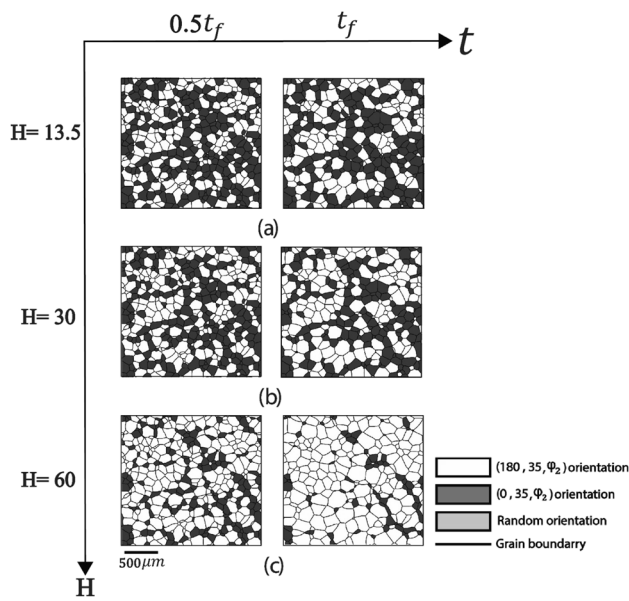 0.5t_f
t_f
t
H= 13.5
(a)
H= 30
(b)
H= 60
(180 , 35, φ₂) orientation
(0 , 35, φ₂) orientation
Random orientation
Grain boundarry
500μm
(c)
H